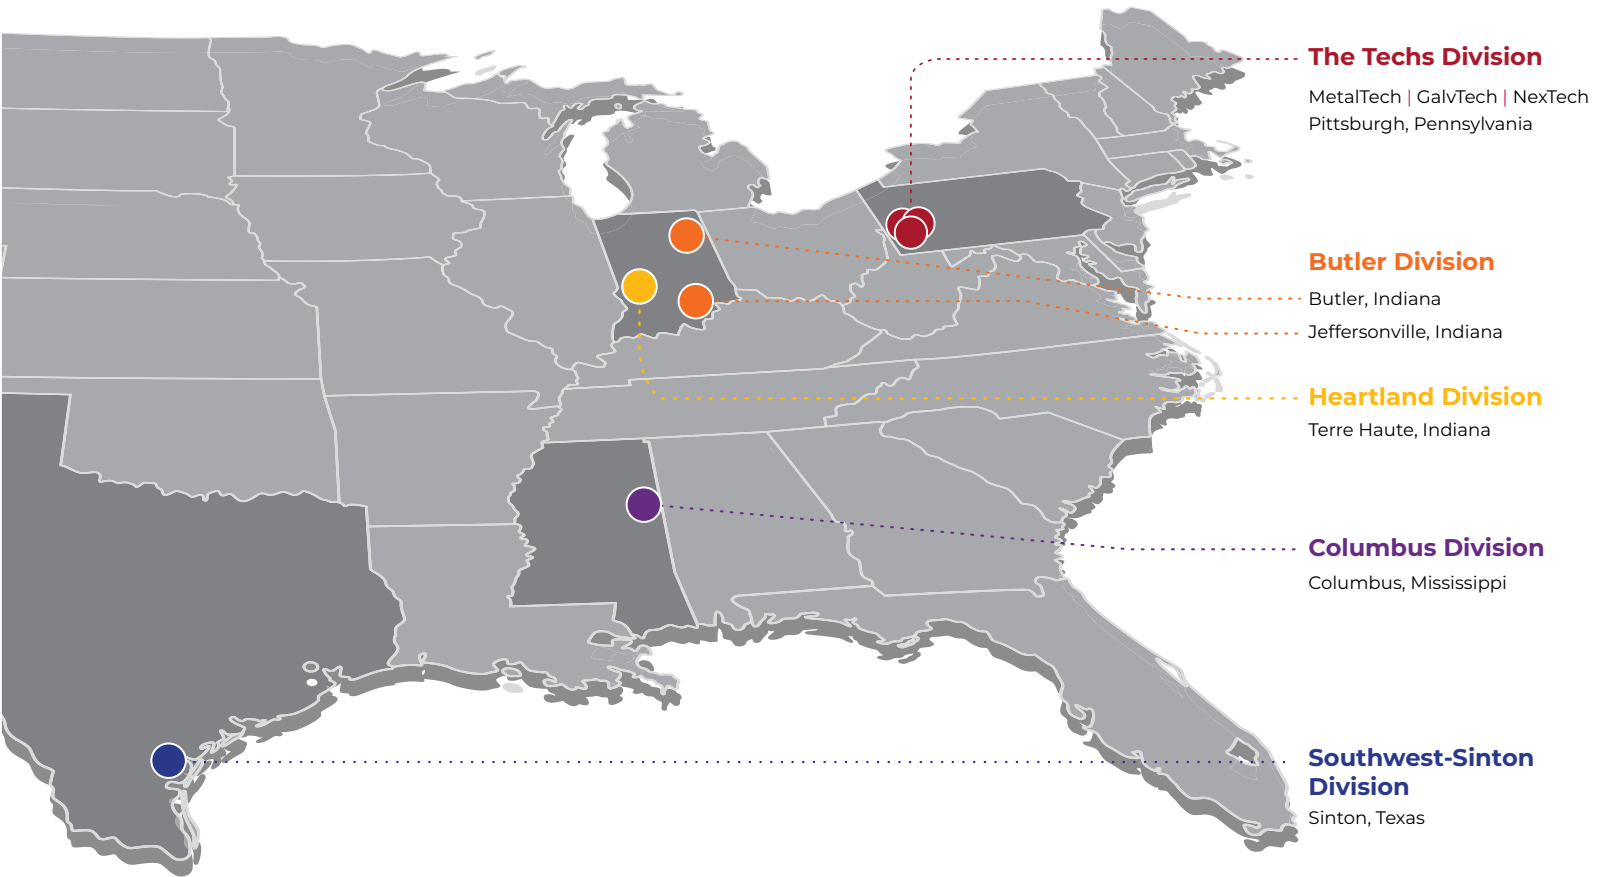 The Techs Division
MetalTech | GalvTech | NexTech
Pittsburgh, Pennsylvania
Butler Division
Butler, Indiana
Jeffersonville, Indiana
Heartland Division
Terre Haute, Indiana
Columbus Division
Columbus, Mississippi
Southwest-Sinton
Division
Sinton, Texas